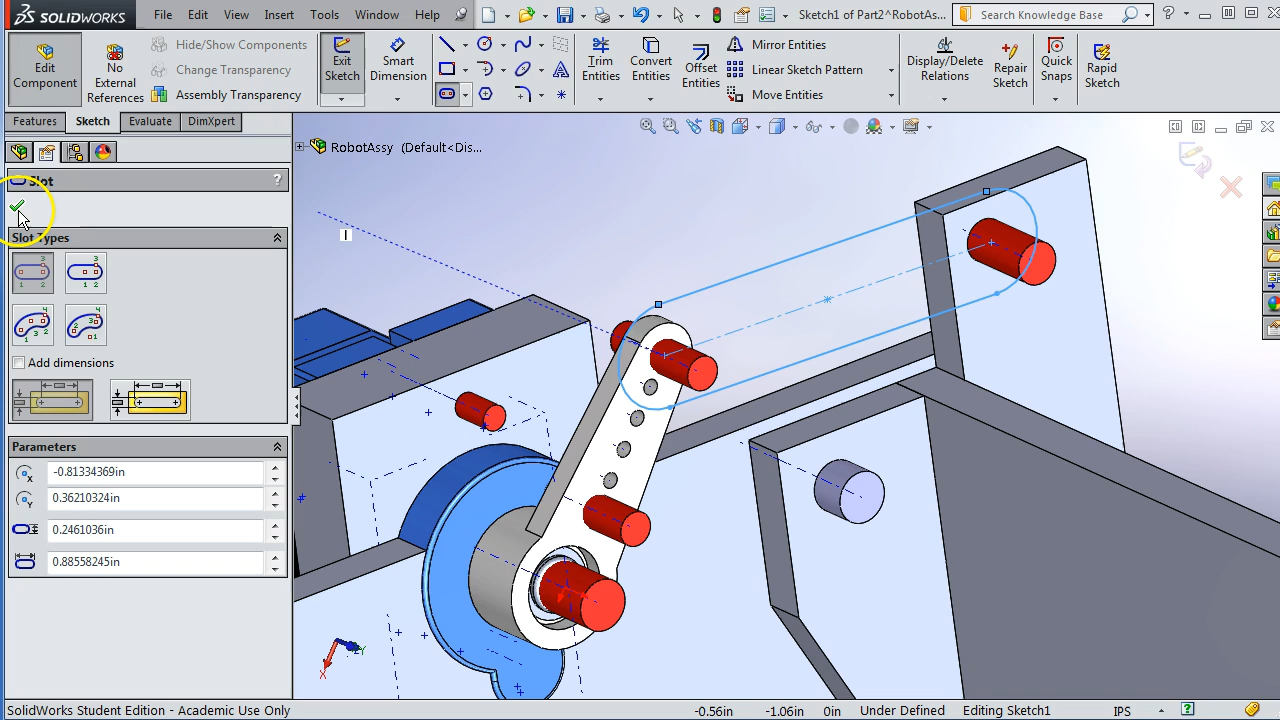 SOLIDWORKS
File Edit View Insert Tools Window Help
Sketch1 of Part2^RobotAs...
Search Knowledge Base
Edit Component
No External References
Hide/Show Components
Change Transparency
Assembly Transparency
Exit Sketch
Smart Dimension
Trim Entities
Convert Entities
Offset Entities
Mirror Entities
Linear Sketch Pattern
Move Entities
Display/Delete Relations
Repair Sketch
Quick Snaps
Rapid Sketch
Features Sketch Evaluate DimXpert
RobotAssy (Default<Dis...
Slot
?
Slot Types
Add dimensions
Parameters
-0.81334369in
0.36210324in
0.2461036in
0.88558245in
SolidWorks Student Edition - Academic Use Only
-0.56in -1.06in 0in Under Defined Editing Sketch1 IPS